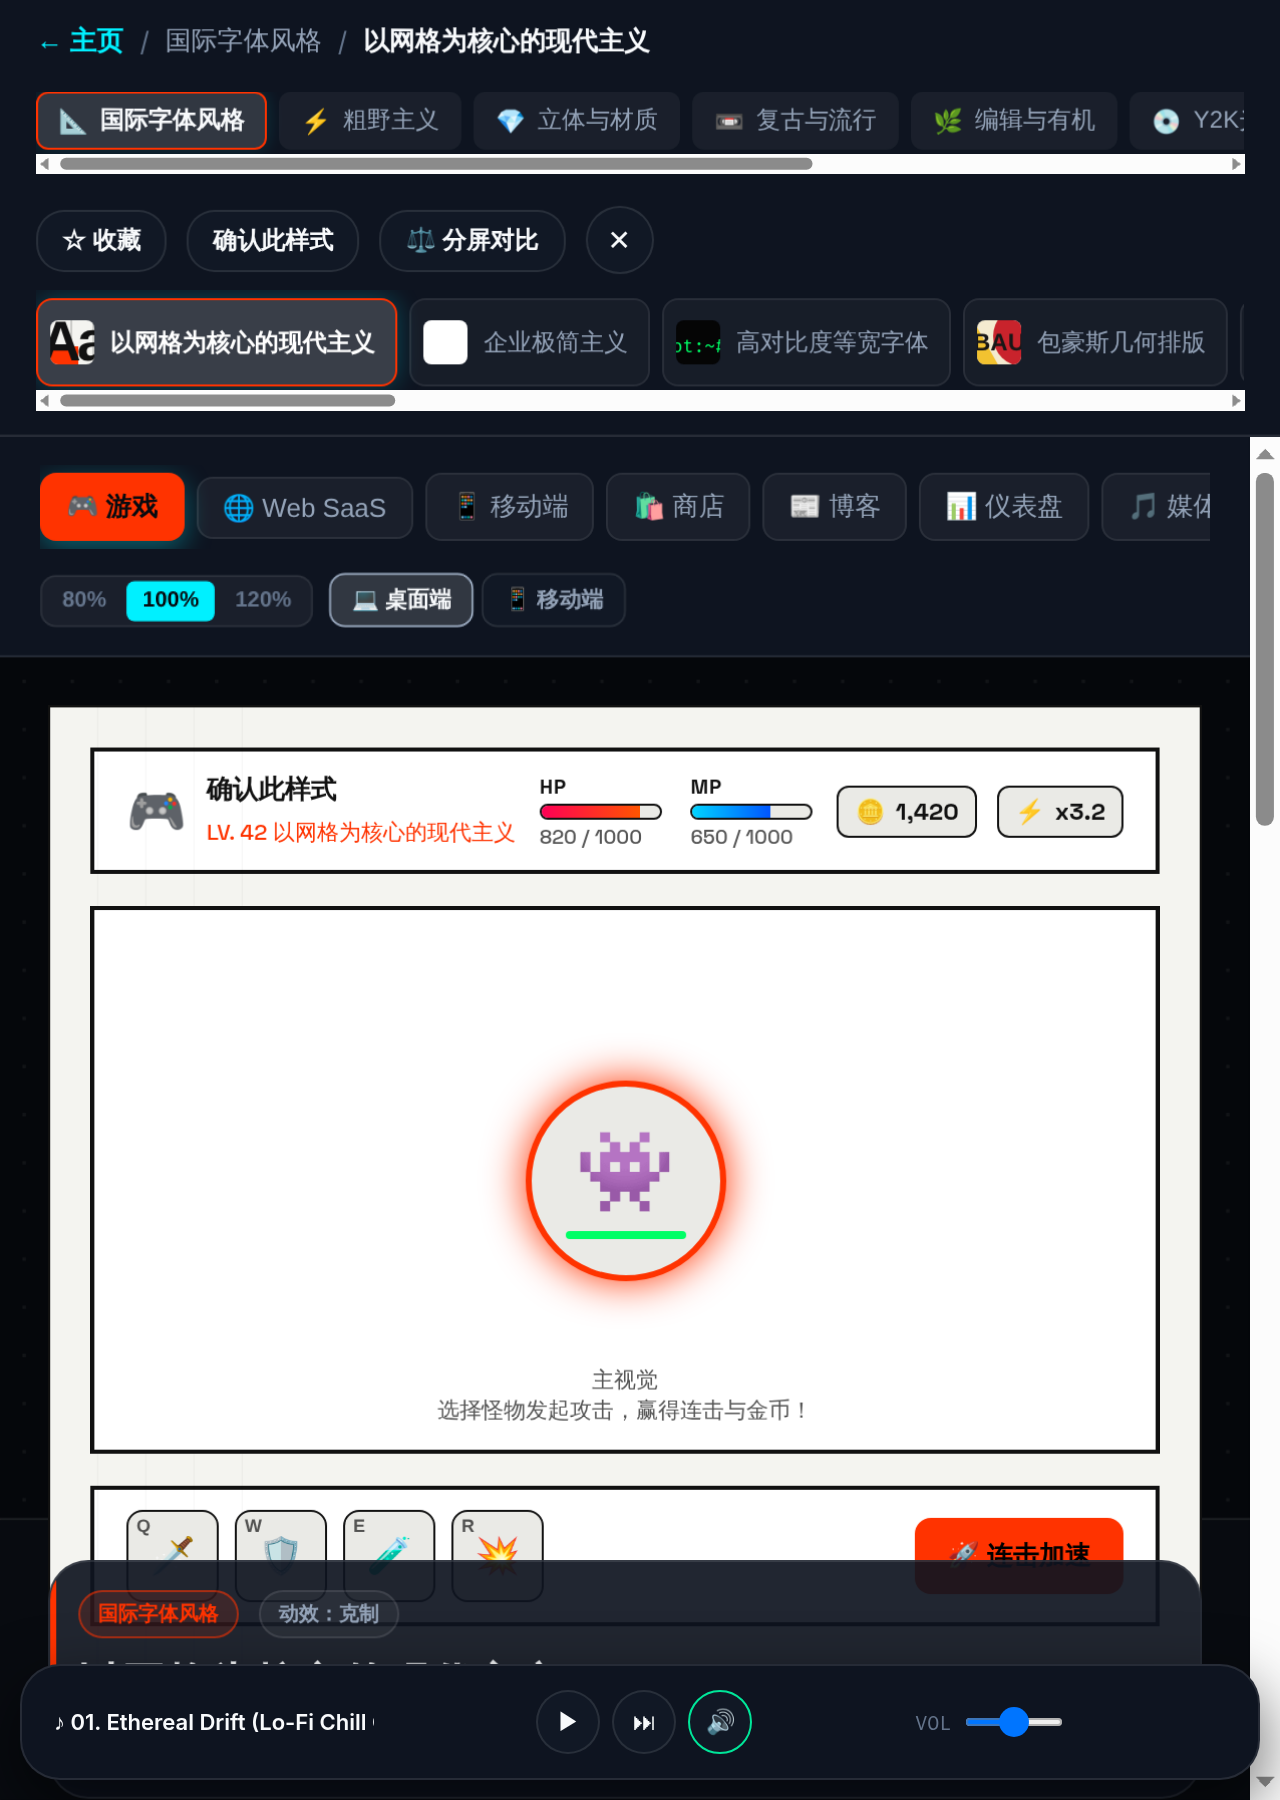 ← 主页 / 国际字体风格 / 以网格为核心的现代主义
国际字体风格 粗野主义 立体与材质 复古与流行 编辑与有机 Y2K
☆ 收藏 确认此样式 分屏对比 ✕
Aa 以网格为核心的现代主义 企业极简主义 ot:~# 高对比度等宽字体 BAU 包豪斯几何排版
游戏 Web SaaS 移动端 商店 博客 仪表盘 媒体
80% 100% 120% 桌面端 移动端
确认此样式
LV. 42 以网格为核心的现代主义
HP
820 / 1000
MP
650 / 1000
1,420
x3.2
主视觉
选择怪物发起攻击，赢得连击与金币！
Q W E R
连击加速
国际字体风格 动效：克制
♪ 01. Ethereal Drift (Lo-Fi Chill
VOL